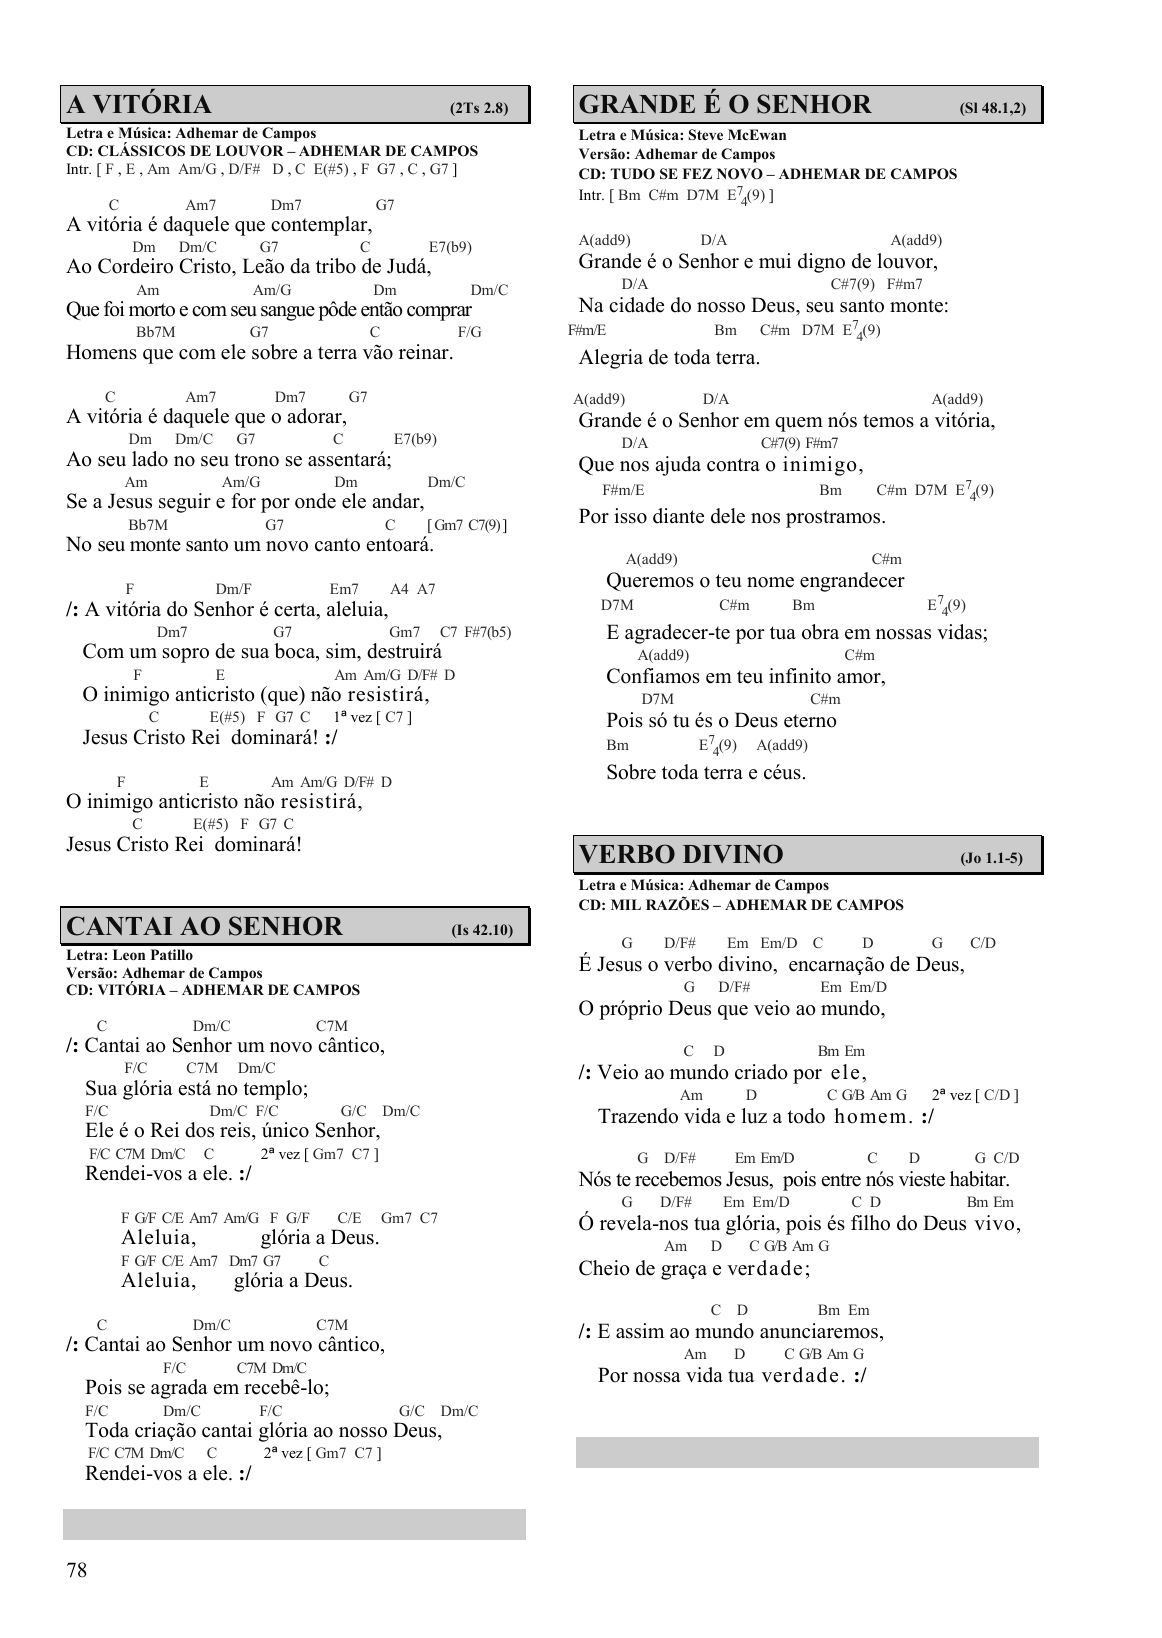 A VITÓRIA (2Ts 2.8)
Letra e Música: Adhemar de Campos
CD: CLÁSSICOS DE LOUVOR – ADHEMAR DE CAMPOS
Intr. [ F , E , Am Am/G , D/F# D , C E(#5) , F G7 , C , G7 ]
C Am7 Dm7 G7
A vitória é daquele que contemplar,
Dm Dm/C G7 C E7(b9)
Ao Cordeiro Cristo, Leão da tribo de Judá,
Am Am/G Dm Dm/C
Que foi morto e com seu sangue pôde então comprar
Bb7M G7 C F/G
Homens que com ele sobre a terra vão reinar.
C Am7 Dm7 G7
A vitória é daquele que o adorar,
Dm Dm/C G7 C E7(b9)
Ao seu lado no seu trono se assentará;
Am Am/G Dm Dm/C
Se a Jesus seguir e for por onde ele andar,
Bb7M G7 C [ Gm7 C7(9) ]
No seu monte santo um novo canto entoará.
F Dm/F Em7 A4 A7
/: A vitória do Senhor é certa, aleluia,
Dm7 G7 Gm7 C7 F#7(b5)
Com um sopro de sua boca, sim, destruirá
F E Am Am/G D/F# D
O inimigo anticristo (que) não resistirá,
C E(#5) F G7 C 1ª vez [ C7 ]
Jesus Cristo Rei dominará! :/
F E Am Am/G D/F# D
O inimigo anticristo não resistirá,
C E(#5) F G7 C
Jesus Cristo Rei dominará!
CANTAI AO SENHOR (Is 42.10)
Letra: Leon Patillo
Versão: Adhemar de Campos
CD: VITÓRIA – ADHEMAR DE CAMPOS
C Dm/C C7M
/: Cantai ao Senhor um novo cântico,
F/C C7M Dm/C
Sua glória está no templo;
F/C Dm/C F/C G/C Dm/C
Ele é o Rei dos reis, único Senhor,
F/C C7M Dm/C C 2ª vez [ Gm7 C7 ]
Rendei-vos a ele. :/
F G/F C/E Am7 Am/G F G/F C/E Gm7 C7
Aleluia, glória a Deus.
F G/F C/E Am7 Dm7 G7 C
Aleluia, glória a Deus.
C Dm/C C7M
/: Cantai ao Senhor um novo cântico,
F/C C7M Dm/C
Pois se agrada em recebê-lo;
F/C Dm/C F/C G/C Dm/C
Toda criação cantai glória ao nosso Deus,
F/C C7M Dm/C C 2ª vez [ Gm7 C7 ]
Rendei-vos a ele. :/
78
GRANDE É O SENHOR (Sl 48.1,2)
Letra e Música: Steve McEwan
Versão: Adhemar de Campos
CD: TUDO SE FEZ NOVO – ADHEMAR DE CAMPOS
Intr. [ Bm C#m D7M E74(9) ]
A(add9) D/A A(add9)
Grande é o Senhor e mui digno de louvor,
D/A C#7(9) F#m7
Na cidade do nosso Deus, seu santo monte:
F#m/E Bm C#m D7M E74(9)
Alegria de toda terra.
A(add9) D/A A(add9)
Grande é o Senhor em quem nós temos a vitória,
D/A C#7(9) F#m7
Que nos ajuda contra o inimigo,
F#m/E Bm C#m D7M E74(9)
Por isso diante dele nos prostramos.
A(add9) C#m
Queremos o teu nome engrandecer
D7M C#m Bm E74(9)
E agradecer-te por tua obra em nossas vidas;
A(add9) C#m
Confiamos em teu infinito amor,
D7M C#m
Pois só tu és o Deus eterno
Bm E74(9) A(add9)
Sobre toda terra e céus.
VERBO DIVINO (Jo 1.1-5)
Letra e Música: Adhemar de Campos
CD: MIL RAZÕES – ADHEMAR DE CAMPOS
G D/F# Em Em/D C D G C/D
É Jesus o verbo divino, encarnação de Deus,
G D/F# Em Em/D
O próprio Deus que veio ao mundo,
C D Bm Em
/: Veio ao mundo criado por ele,
Am D C G/B Am G 2ª vez [ C/D ]
Trazendo vida e luz a todo homem. :/
G D/F# Em Em/D C D G C/D
Nós te recebemos Jesus, pois entre nós vieste habitar.
G D/F# Em Em/D C D Bm Em
Ó revela-nos tua glória, pois és filho do Deus vivo,
Am D C G/B Am G
Cheio de graça e verdade;
C D Bm Em
/: E assim ao mundo anunciaremos,
Am D C G/B Am G
Por nossa vida tua verdade. :/